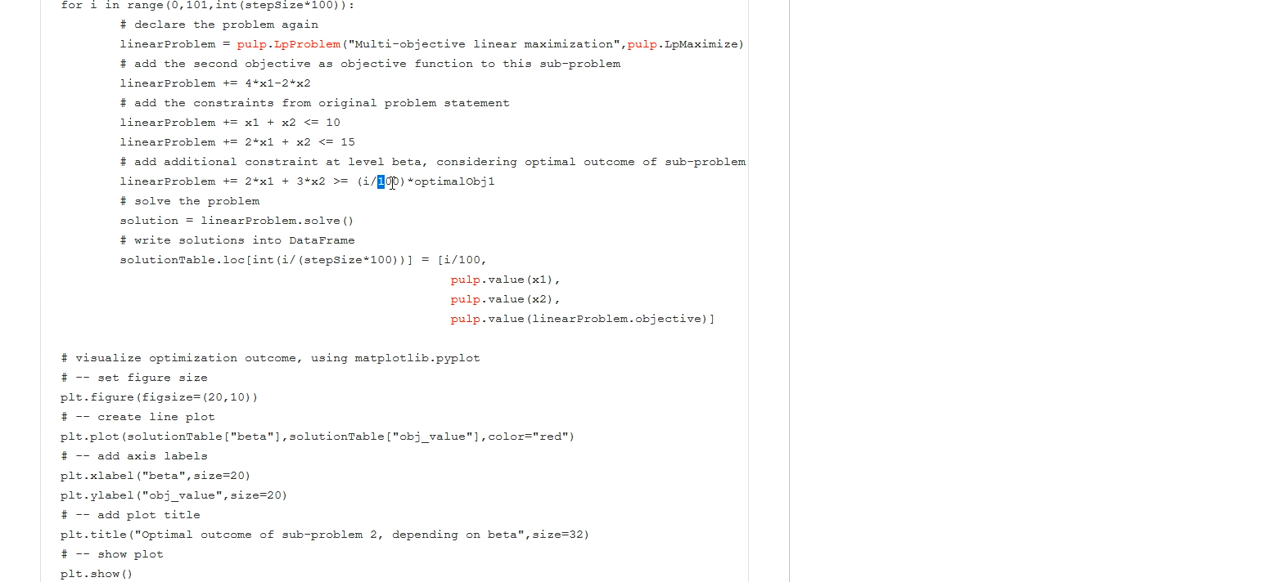 for i in range(0,101,int(stepSize*100)):
# declare the problem again
linearProblem = pulp.LpProblem("Multi-objective linear maximization",pulp.LpMaximize)
# add the second objective as objective function to this sub-problem
linearProblem += 4*x1-2*x2
# add the constraints from original problem statement
linearProblem += x1 + x2 <= 10
linearProblem += 2*x1 + x2 <= 15
# add additional constraint at level beta, considering optimal outcome of sub-problem
linearProblem += 2*x1 + 3*x2 >= (i/100)*optimalObj1
# solve the problem
solution = linearProblem.solve()
# write solutions into DataFrame
solutionTable.loc[int(i/(stepSize*100))] = [i/100,
pulp.value(x1),
pulp.value(x2),
pulp.value(linearProblem.objective)]
# visualize optimization outcome, using matplotlib.pyplot
# -- set figure size
plt.figure(figsize=(20,10))
# -- create line plot
plt.plot(solutionTable["beta"],solutionTable["obj_value"],color="red")
# -- add axis labels
plt.xlabel("beta",size=20)
plt.ylabel("obj_value",size=20)
# -- add plot title
plt.title("Optimal outcome of sub-problem 2, depending on beta",size=32)
# -- show plot
plt.show()